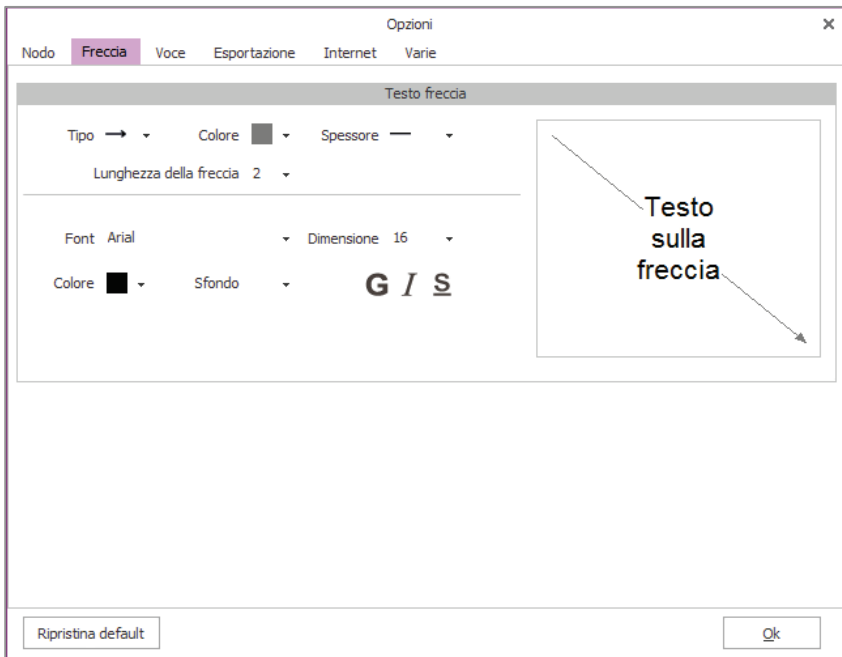 Opzioni
Nodo Freccia Voce Esportazione Internet Varie
Testo freccia
Tipo Colore Spessore
Lunghezza della freccia 2
Font Arial Dimensione 16
Colore Sfondo G I S
Testo
sulla
freccia
Ripristina default Ok